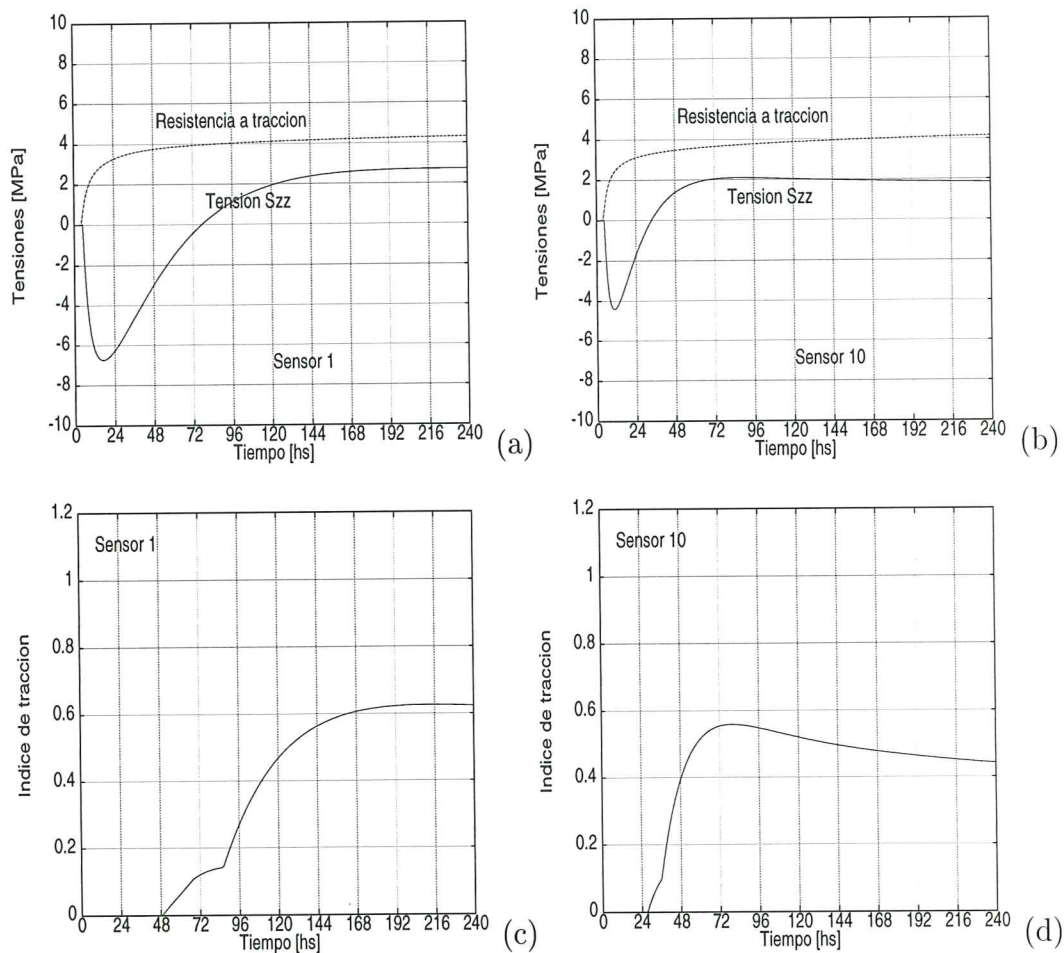 10
8
6
4
2
0
-2
-4
-6
-8
-10
Tensiones [MPa]
Resistencia a traccion
Tension Szz
Sensor 1
0 24 48 72 96 120 144 168 192 216 240
Tiempo [hs]
(a)
10
8
6
4
2
0
-2
-4
-6
-8
-10
Tensiones [MPa]
Resistencia a traccion
Tension Szz
Sensor 10
0 24 48 72 96 120 144 168 192 216 240
Tiempo [hs]
(b)
1.2
1
0.8
0.6
0.4
0.2
0
Indice de traccion
Sensor 1
0 24 48 72 96 120 144 168 192 216 240
Tiempo [hs]
(c)
1.2
1
0.8
0.6
0.4
0.2
0
Indice de traccion
Sensor 10
0 24 48 72 96 120 144 168 192 216 240
Tiempo [hs]
(d)